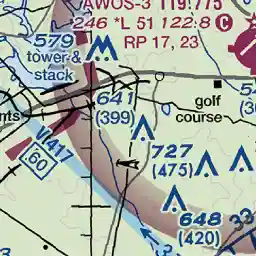 AWOS-3 119.775
246 *L 51 122.8 C
RP 17, 23
579
tower &
stack
641
(399)
golf
course
V 417
60
727
(475)
648
(420)